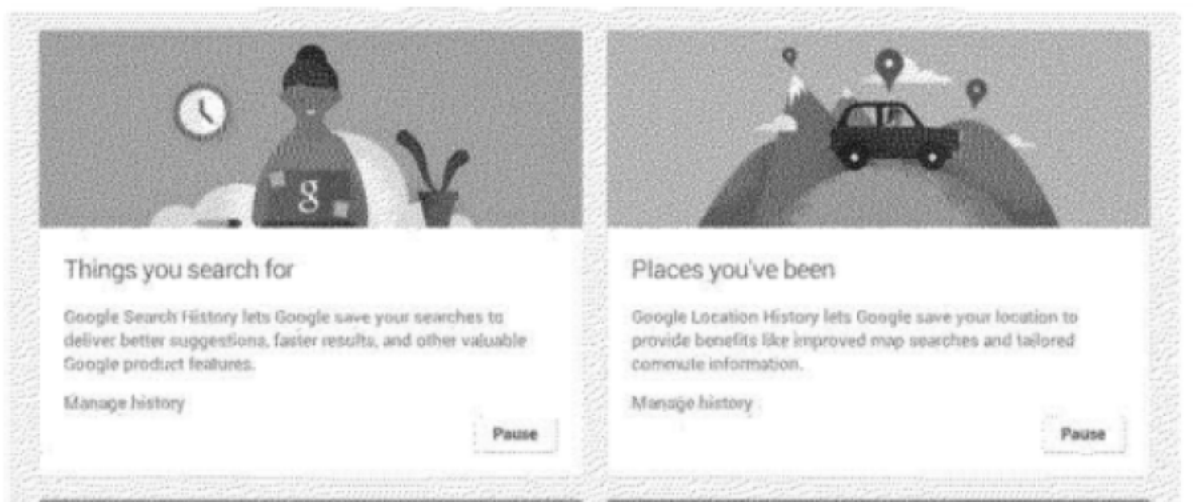 g
Things you search for
Google Search History lets Google save your searches to
deliver better suggestions, faster results, and other valuable
Google product features.
Manage history
Pause
Places you've been
Google Location History lets Google save your location to
provide benefits like improved map searches and tailored
commute information.
Manage history
Pause